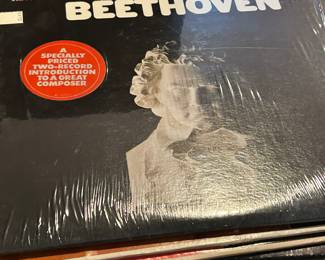 BEETHOVEN
A
SPECIALLY
PRICED
TWO-RECORD
INTRODUCTION
TO A GREAT
COMPOSER